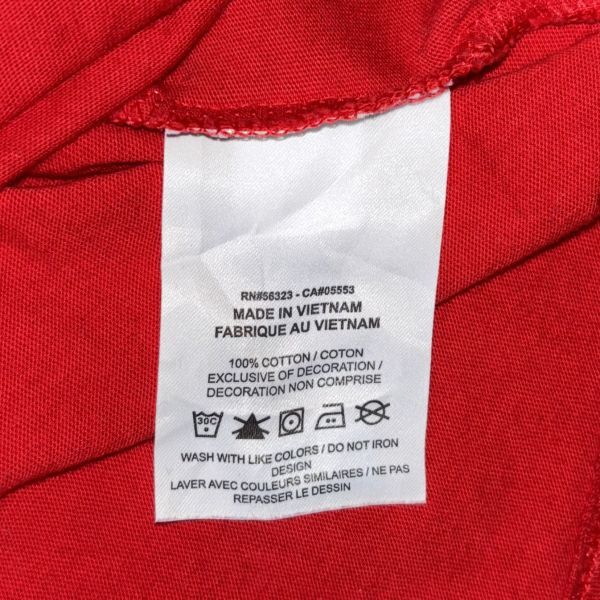 RN#56323 - CA#05553
MADE IN VIETNAM
FABRIQUE AU VIETNAM
100% COTTON / COTON
EXCLUSIVE OF DECORATION /
DECORATION NON COMPRISE
30C
WASH WITH LIKE COLORS / DO NOT IRON
DESIGN
LAVER AVEC COULEURS SIMILAIRES / NE PAS
REPASSER LE DESSIN